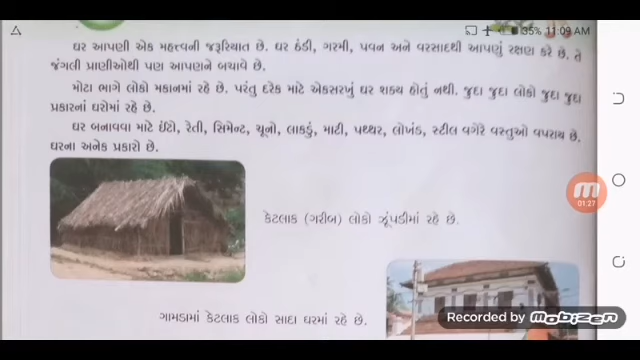 35% 11:09 AM
ઘર આપણી એક મહત્ત્વની જરૂરિયાત છે. ઘર ઠંડી, ગરમી, પવન અને વરસાદથી આપણું રક્ષણ કરે છે. તે
જંગલી પ્રાણીઓથી પણ આપણને બચાવે છે.
મોટા ભાગે લોકો મકાનમાં રહે છે. પરંતુ દરેક માટે એકસરખું ઘર શક્ય હોતું નથી. જુદા જુદા લોકો જુદા જુદા
પ્રકારનાં ઘરોમાં રહે છે.
ઘર બનાવવા માટે ઈંટો, રેતી, સિમેન્ટ, ચૂનો, લાકડું, માટી, પથ્થર, લોખંડ, સ્ટીલ વગેરે વસ્તુઓ વપરાય છે.
ઘરના અનેક પ્રકારો છે.
01:27
કેટલાક (ગરીબ) લોકો ઝૂંપડીમાં રહે છે.
ગામડામાં કેટલાક લોકો સાદા ઘરમાં રહે છે.
Recorded by Mobizen